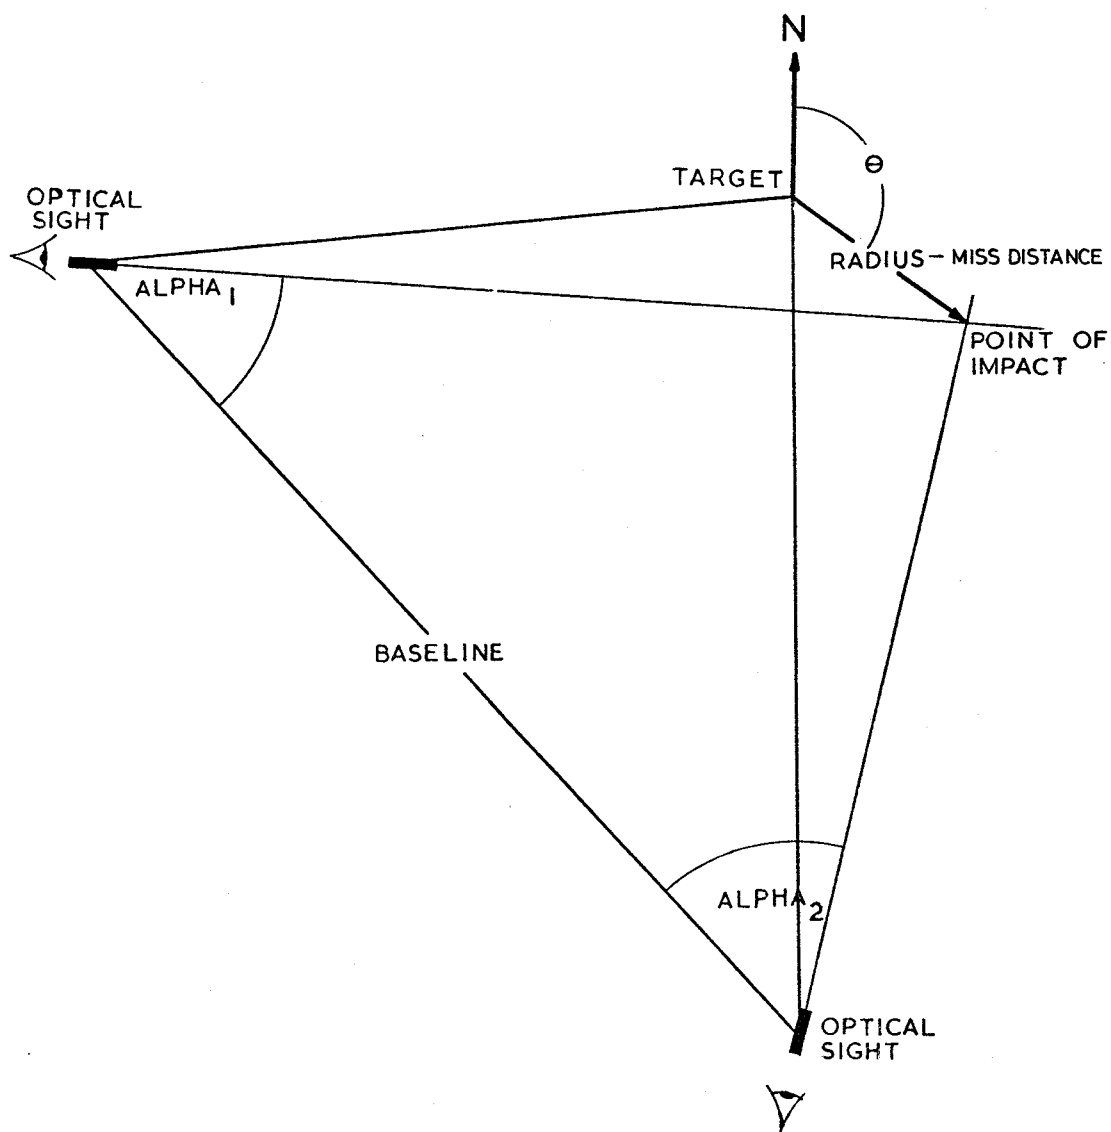 N
θ
TARGET
OPTICAL
SIGHT
RADIUS – MISS DISTANCE
ALPHA1
POINT OF
IMPACT
BASELINE
ALPHA2
OPTICAL
SIGHT